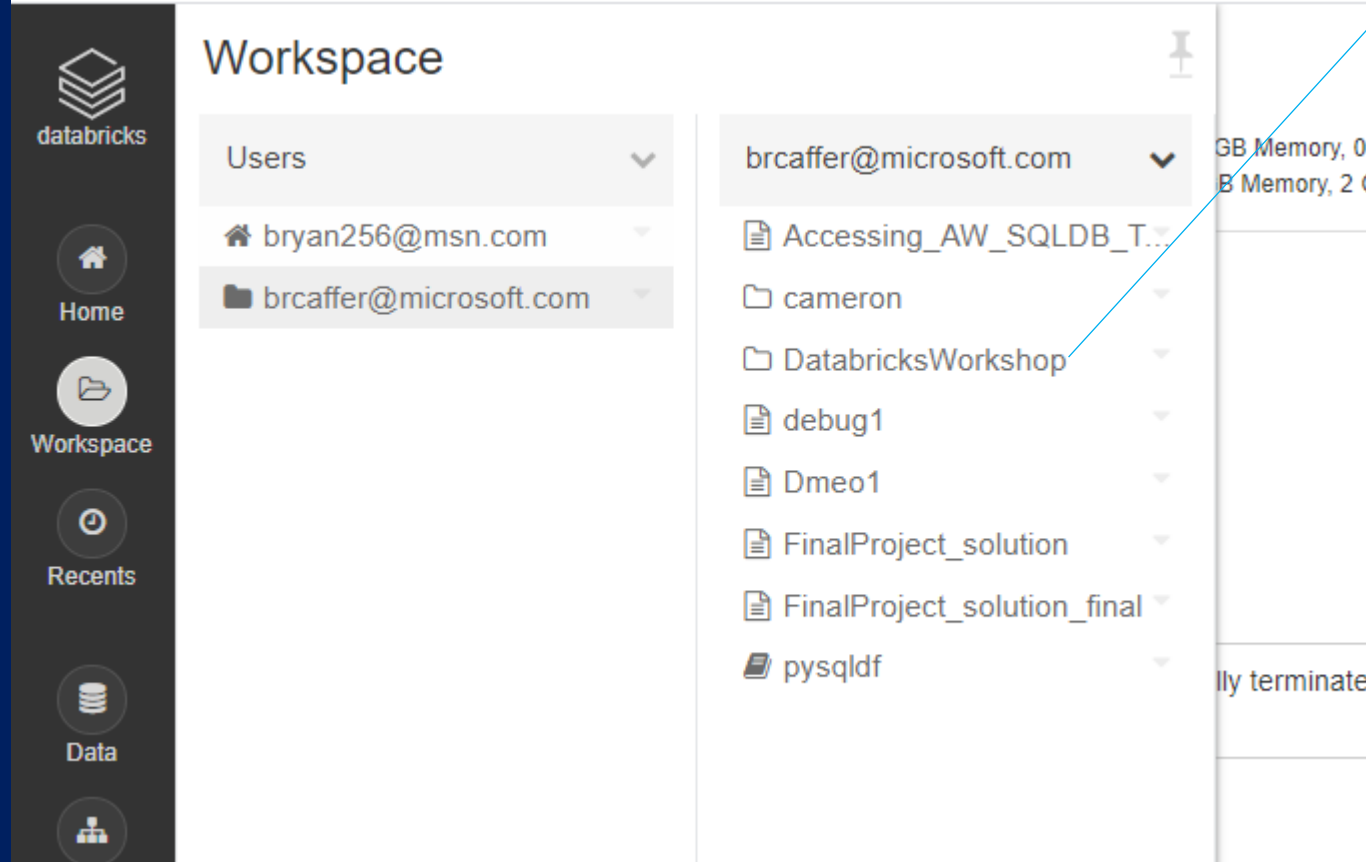 databricks
Home
Workspace
Recents
Data
Workspace
Users
bryan256@msn.com
brcaffer@microsoft.com
brcaffer@microsoft.com
Accessing_AW_SQLDB_T...
cameron
DatabricksWorkshop
debug1
Dmeo1
FinalProject_solution
FinalProject_solution_final
pysqldf
GB Memory, 0
B Memory, 2
lly terminate